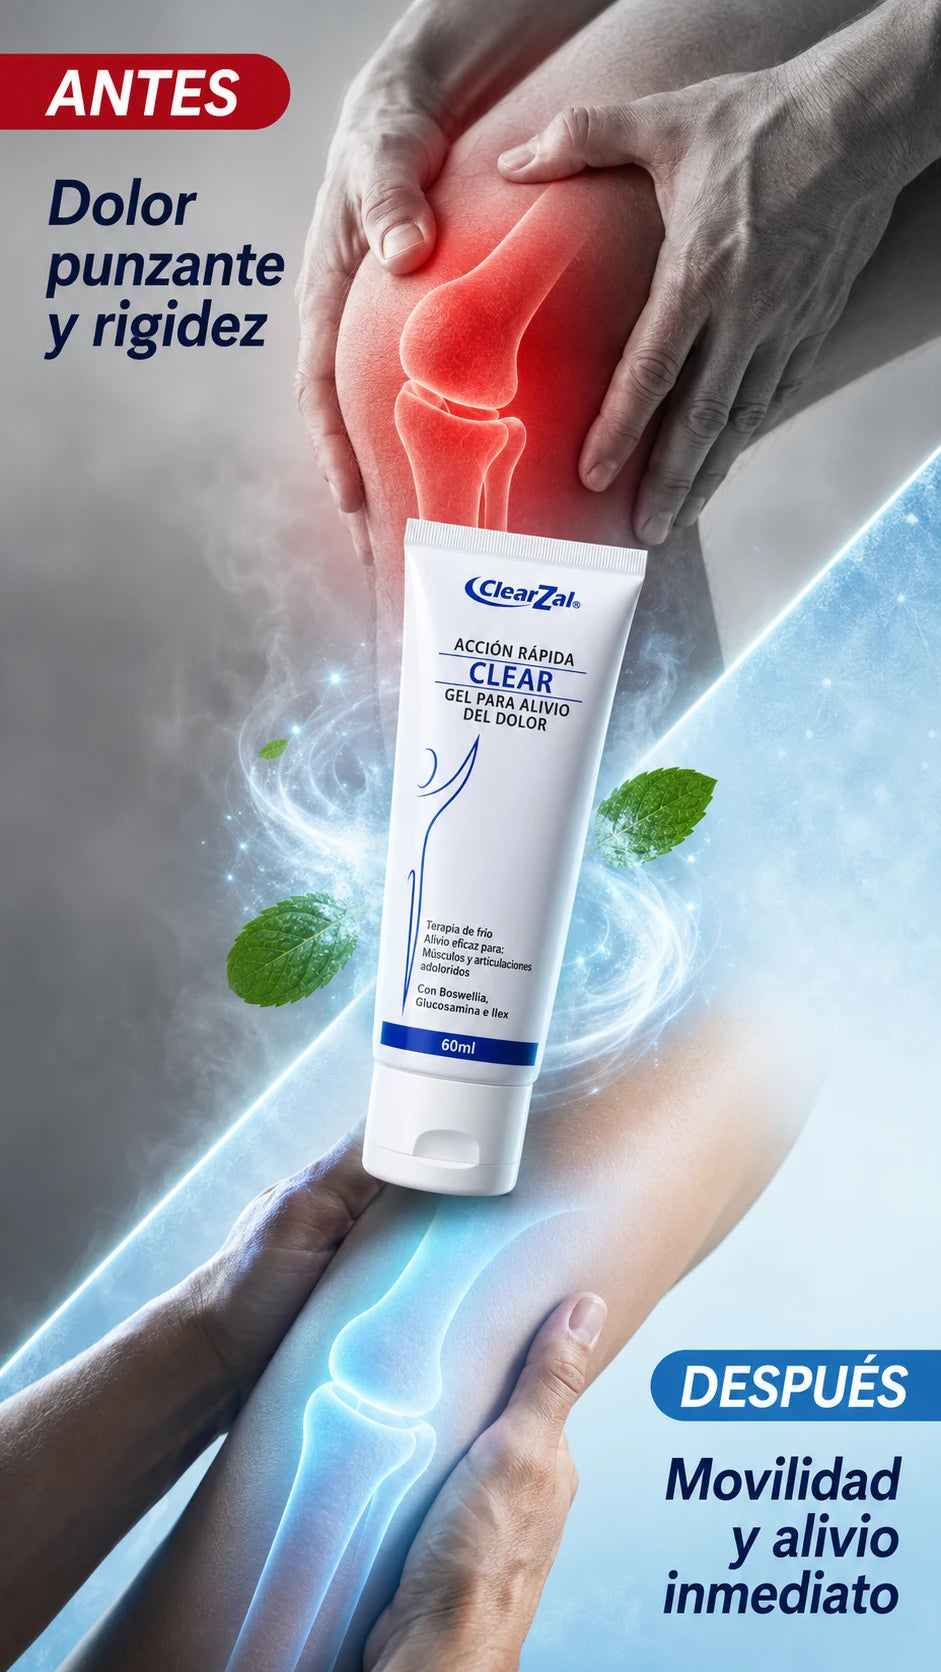 ANTES
Dolor
punzante
y rigidez
ClearZal®
ACCIÓN RÁPIDA
CLEAR
GEL PARA ALIVIO
DEL DOLOR
Terapia de frio
Alivio eficaz para:
Músculos y articulaciones
adoloridos
Con Boswellia,
Glucosamina e Ilex
60ml
DESPUÉS
Movilidad
y alivio
inmediato